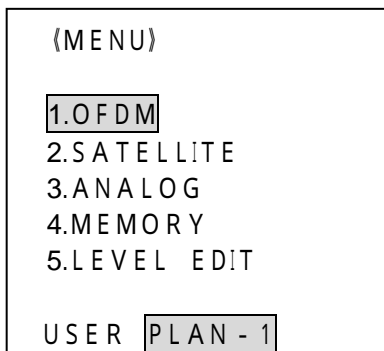 《MENU》
1.OFDM
2.SATELLITE
3.ANALOG
4.MEMORY
5.LEVEL EDIT
USER PLAN-1